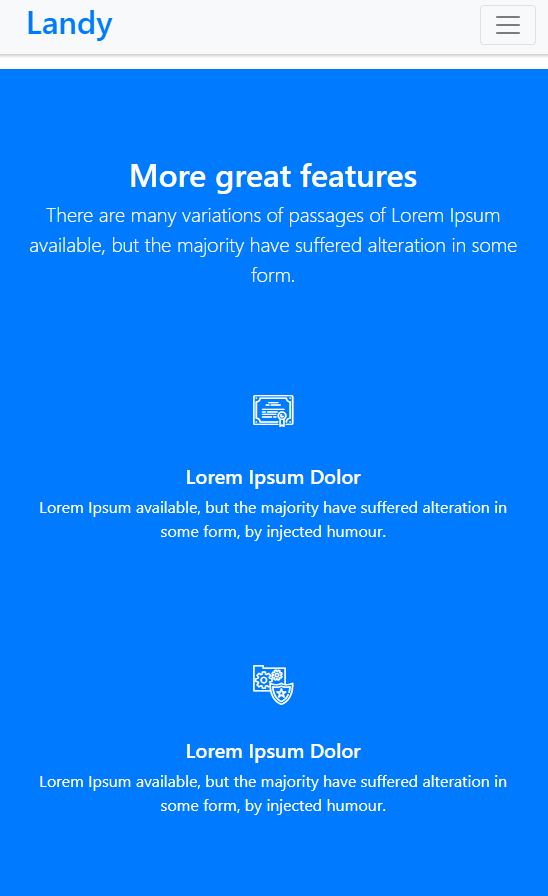 Landy
More great features
There are many variations of passages of Lorem Ipsum
available, but the majority have suffered alteration in some
form.
Lorem Ipsum Dolor
Lorem Ipsum available, but the majority have suffered alteration in
some form, by injected humour.
Lorem Ipsum Dolor
Lorem Ipsum available, but the majority have suffered alteration in
some form, by injected humour.